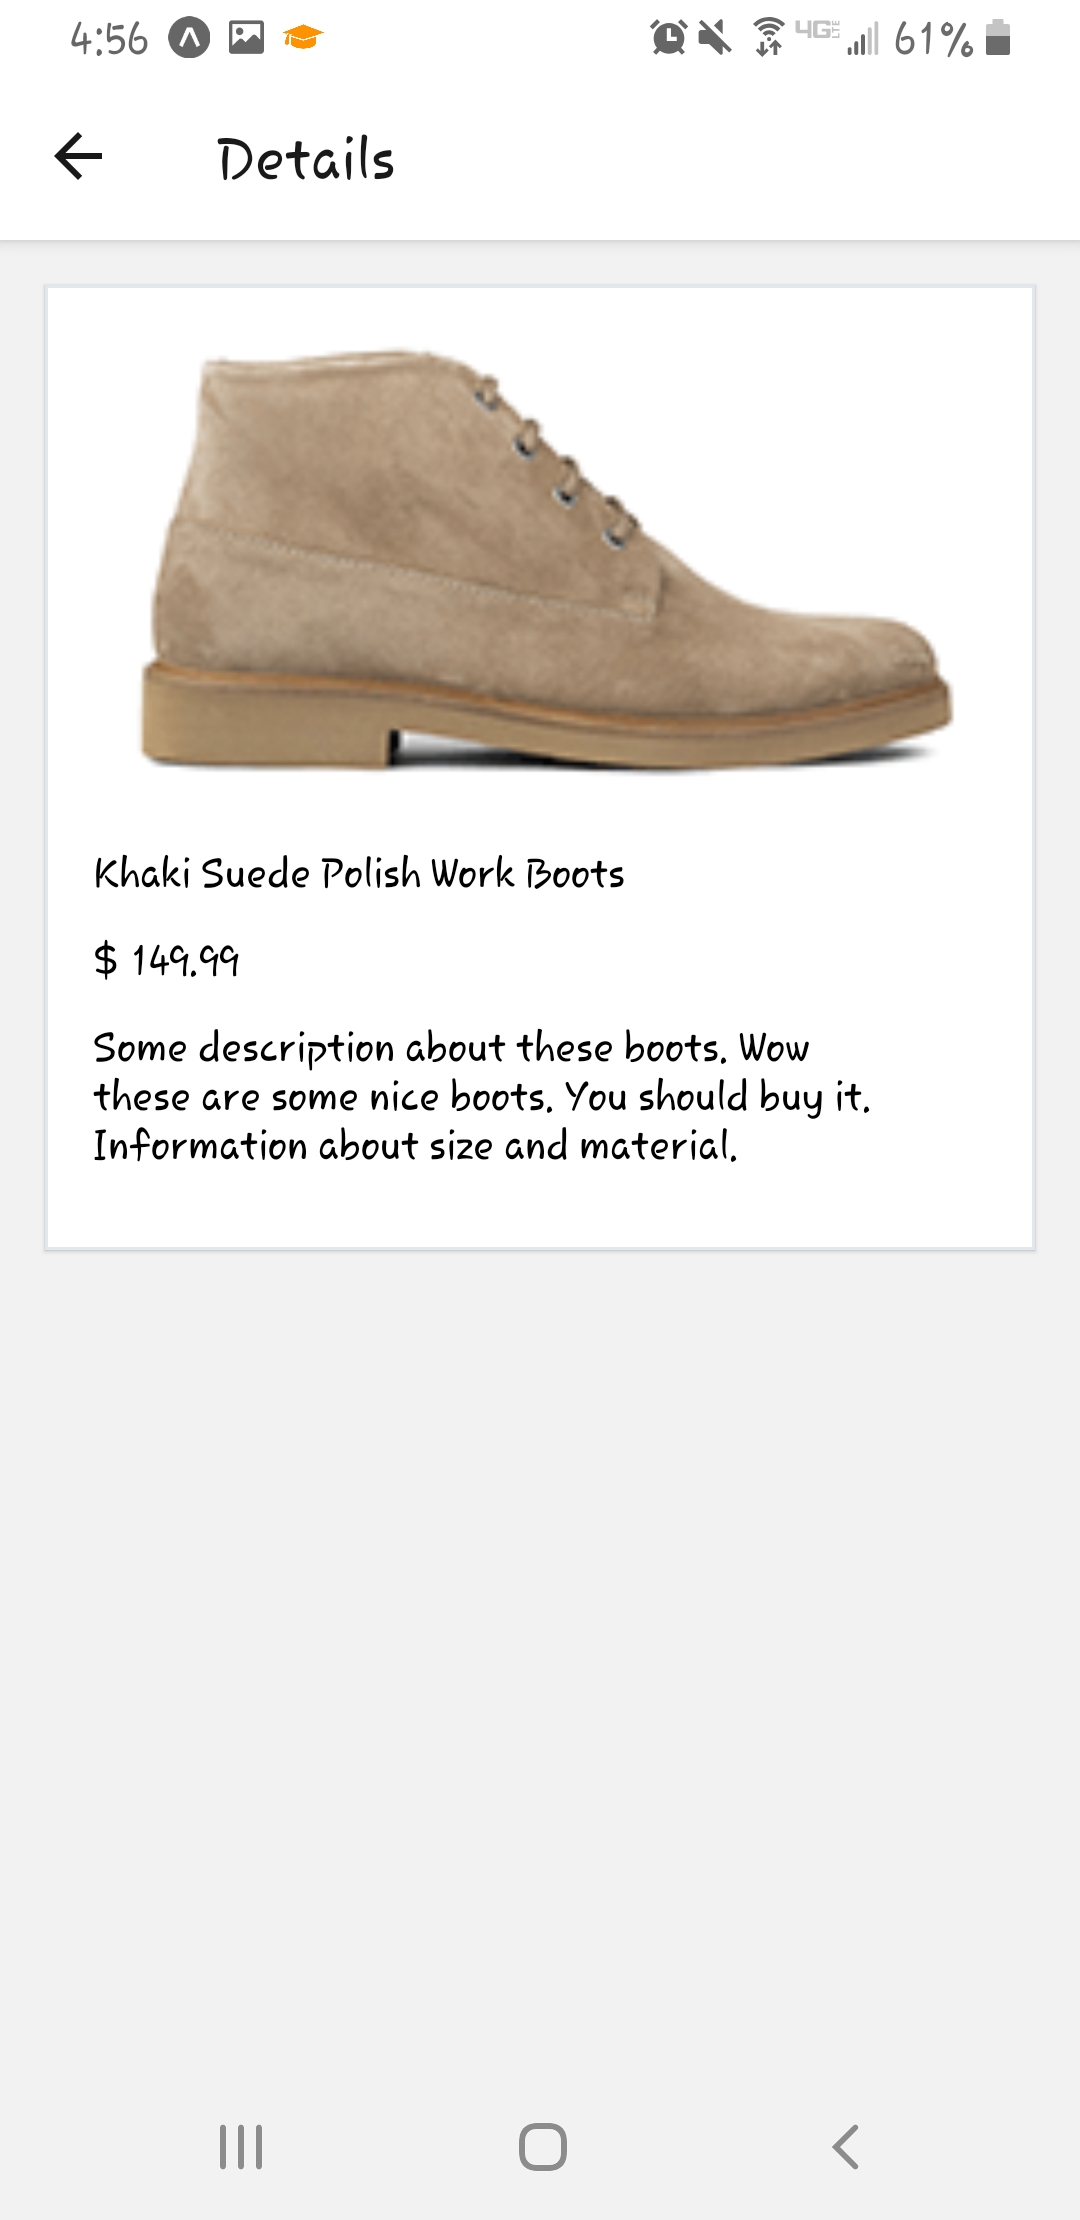 4:56 4G LTE 61%
Details
Khaki Suede Polish Work Boots
$ 149.99
Some description about these boots. Wow
these are some nice boots. You should buy it.
Information about size and material.